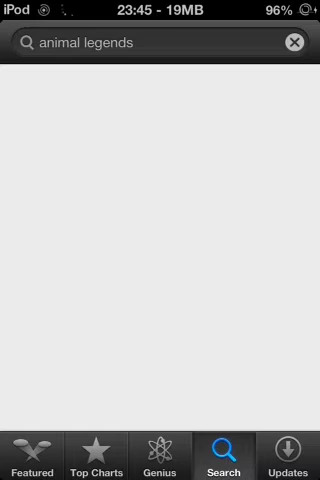 iPod 23:45 - 19MB 96%
animal legends
Featured Top Charts Genius Search Updates